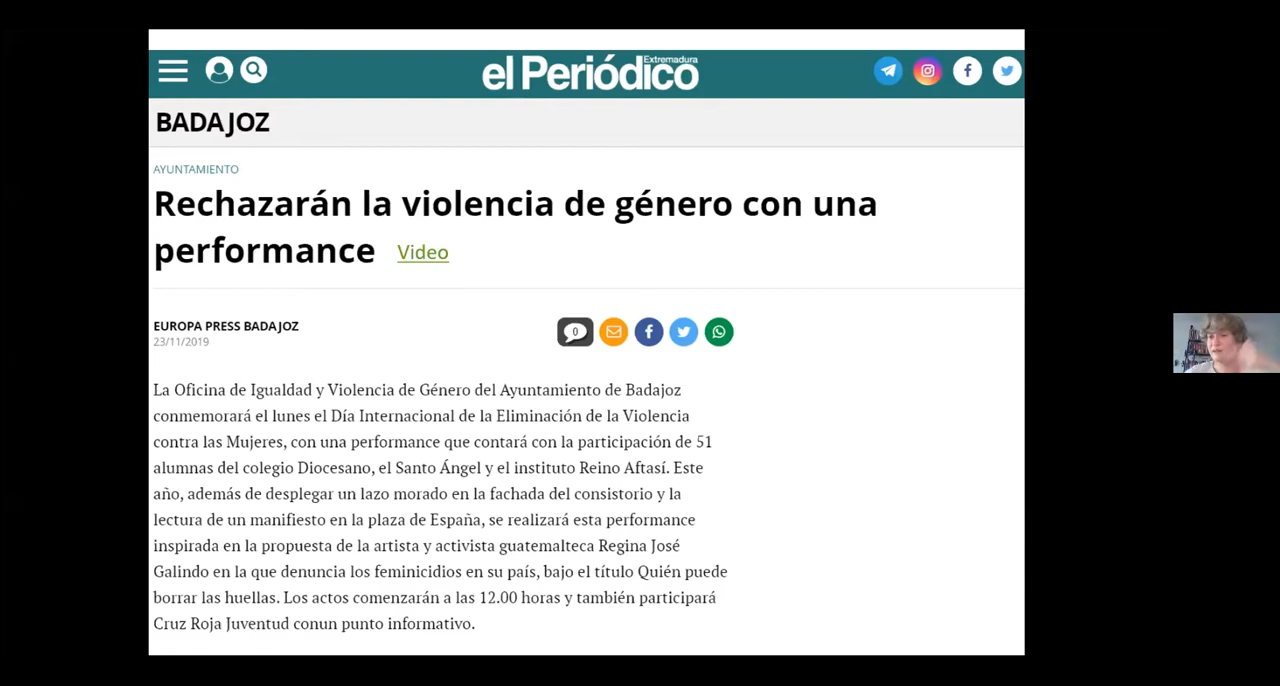 el Periódico
Extremadura
BADAJOZ
AYUNTAMIENTO
Rechazarán la violencia de género con una
performance Video
EUROPA PRESS BADAJOZ
23/11/2019
0
La Oficina de Igualdad y Violencia de Género del Ayuntamiento de Badajoz
conmemorará el lunes el Día Internacional de la Eliminación de la Violencia
contra las Mujeres, con una performance que contará con la participación de 51
alumnas del colegio Diocesano, el Santo Ángel y el instituto Reino Aftasí. Este
año, además de desplegar un lazo morado en la fachada del consistorio y la
lectura de un manifiesto en la plaza de España, se realizará esta performance
inspirada en la propuesta de la artista y activista guatemalteca Regina José
Galindo en la que denuncia los feminicidios en su país, bajo el título Quién puede
borrar las huellas. Los actos comenzarán a las 12.00 horas y también participará
Cruz Roja Juventud conun punto informativo.